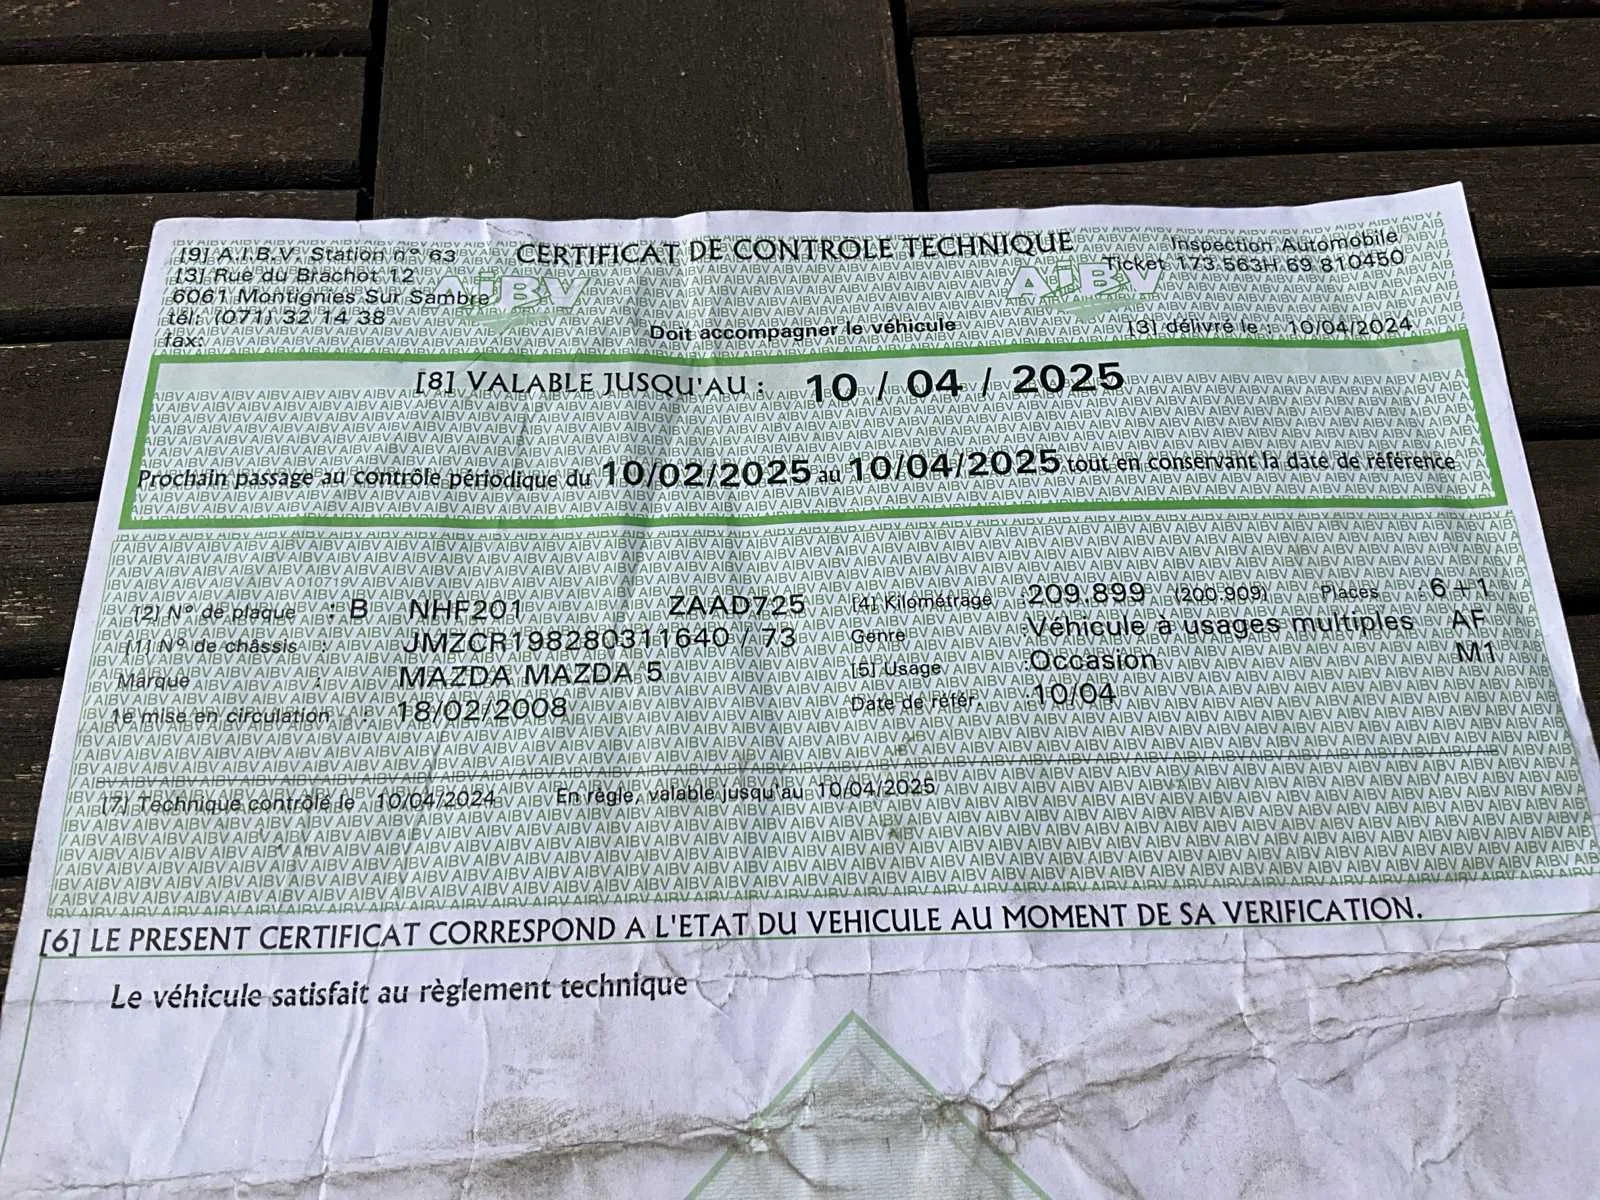 [9] A.I.B.V. Station n° 63
[3] Rue du Brachot 12
6061 Montignies Sur Sambre
tél: (071) 32 14 38
fax:
CERTIFICAT DE CONTROLE TECHNIQUE
AIBV
AIBV
Doit accompagner le véhicule
Inspection Automobile
Ticket 173 563H 69 810450
[3] délivré le : 10/04/2024
[8] VALABLE JUSQU'AU : 10 / 04 / 2025
Prochain passage au contrôle périodique du 10/02/2025 au 10/04/2025 tout en conservant la date de référence
A010719
[2] N° de plaque : B NHF201 ZAAD725
[1] N° de châssis : JMZCR198280311640 / 73
Marque : MAZDA MAZDA 5
1e mise en circulation : 18/02/2008
[4] Kilométrage :209.899 (200.909) Places : 6+1
Genre :Véhicule à usages multiples AF
[5] Usage :Occasion M1
Date de référ. :10/04
[7] Technique contrôlé le 10/04/2024 En règle, valable jusqu'au 10/04/2025
[6] LE PRESENT CERTIFICAT CORRESPOND A L'ETAT DU VEHICULE AU MOMENT DE SA VERIFICATION.
Le véhicule satisfait au règlement technique